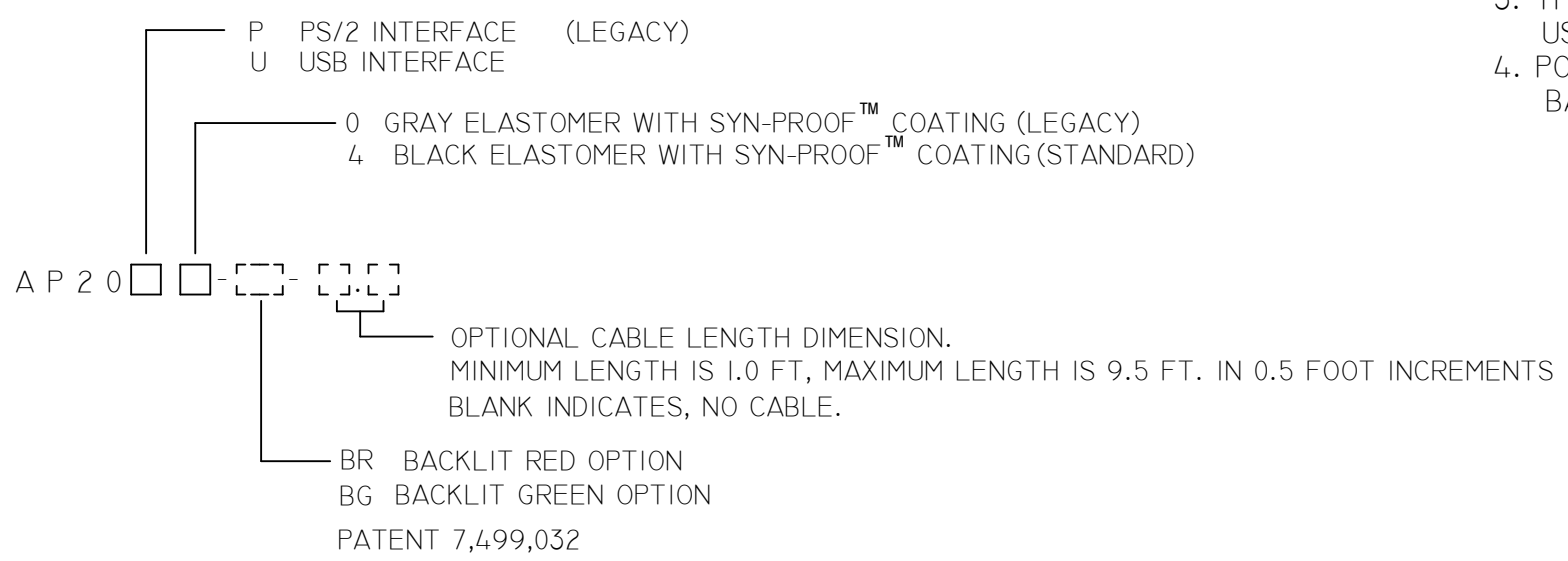 P PS/2 INTERFACE (LEGACY)
U USB INTERFACE
4. PO
0 GRAY ELASTOMER WITH SYN-PROOF™ COATING (LEGACY)
4 BLACK ELASTOMER WITH SYN-PROOF™ COATING (STANDARD)
AP20 - - .
OPTIONAL CABLE LENGTH DIMENSION.
MINIMUM LENGTH IS 1.0 FT, MAXIMUM LENGTH IS 9.5 FT. IN 0.5 FOOT INCREMENTS
BLANK INDICATES, NO CABLE.
BR BACKLIT RED OPTION
BG BACKLIT GREEN OPTION
PATENT 7,499,032